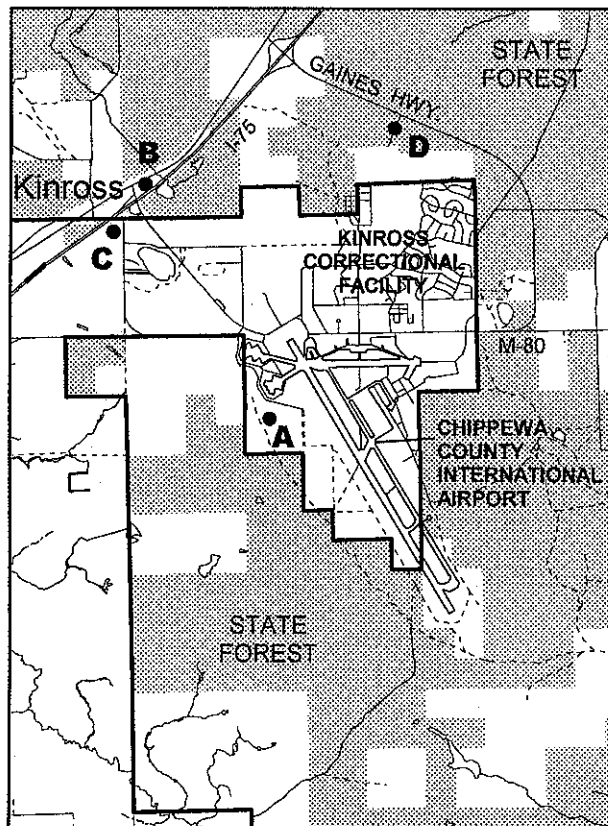 STATE
FOREST
GAINES HWY.
I-75
D
B
Kinross
C
KINROSS
CORRECTIONAL
FACILITY
M-80
A
CHIPPEWA
COUNTY
INTERNATIONAL
AIRPORT
STATE
FOREST